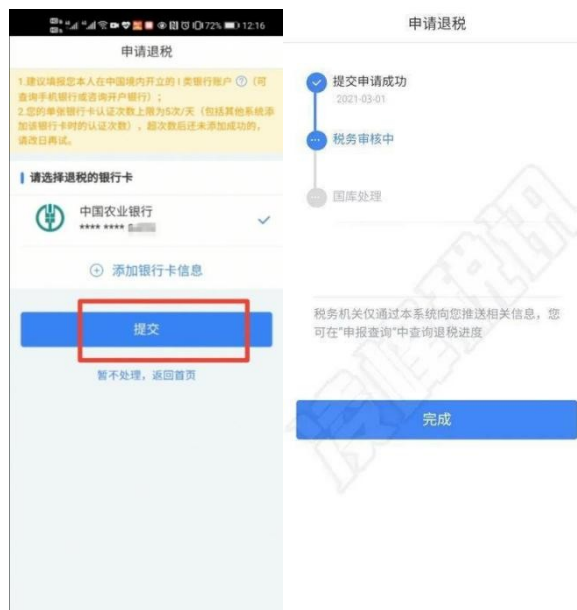 72% 12:16
申请退税
1.建议填报您本人在中国境内开立的I类银行账户 ? (可
查询手机银行或咨询开户银行);
2.您的单张银行卡认证次数上限为5次/天(包括其他系统添
加该银行卡时的认证次数),超次数后还未添加成功的,
请改日再试。
请选择退税的银行卡
中国农业银行
**** ****
添加银行卡信息
提交
暂不处理,返回首页
申请退税
提交申请成功
2021-03-01
税务审核中
国库处理
税务机关仅通过本系统向您推送相关信息,您
可在"申报查询"中查询退税进度
完成